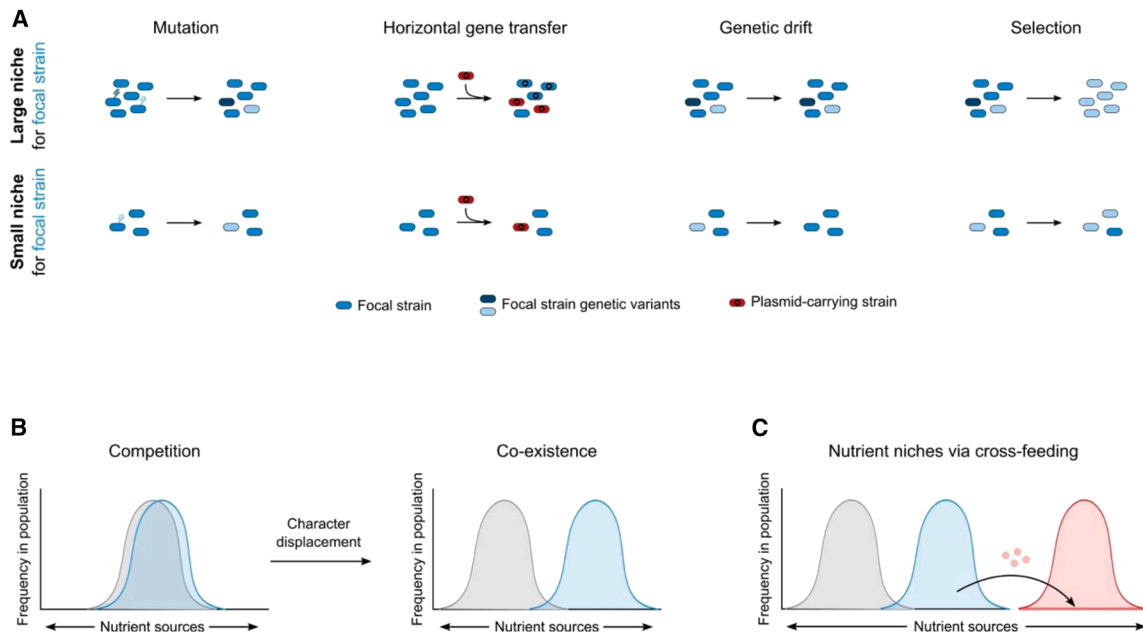 A
Mutation
Horizontal gene transfer
Genetic drift
Selection
Large niche
for focal strain
Small niche
for focal strain
Focal strain
Focal strain genetic variants
Plasmid-carrying strain
B
Competition
Frequency in population
Nutrient sources
Character
displacement
Co-existence
Frequency in population
Nutrient sources
C
Nutrient niches via cross-feeding
Frequency in population
Nutrient sources